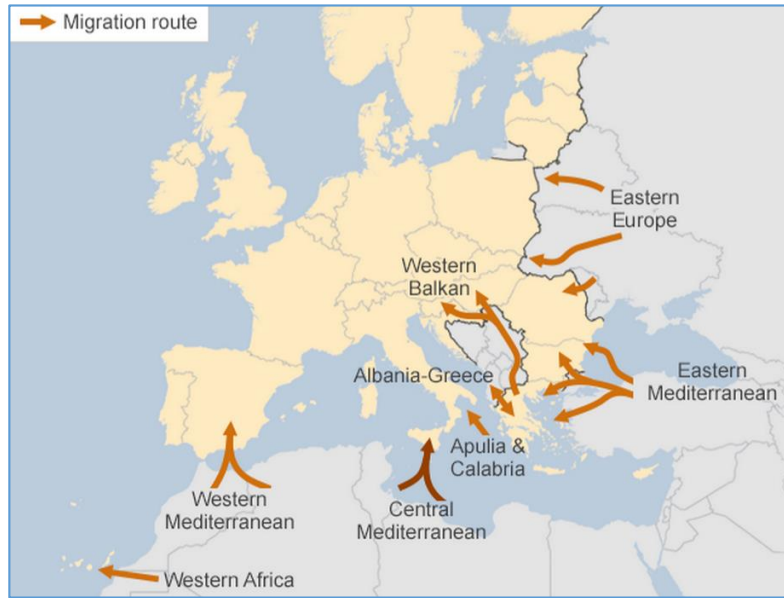 Migration route
Eastern
Europe
Western
Balkan
Albania-Greece
Eastern
Mediterranean
Apulia &
Calabria
Western
Mediterranean
Central
Mediterranean
Western Africa